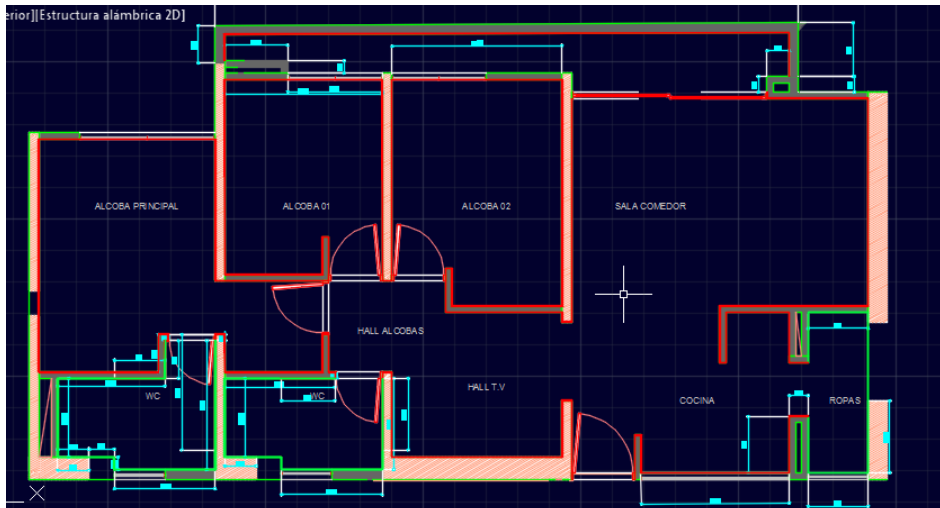 erior][Estructura alámbrica 2D]
ALCOBA PRINCIPAL
ALCOBA 01
ALCOBA 02
SALA COMEDOR
HALL ALCOBAS
HALL T.V
WC
WC
COCINA
ROPAS
X